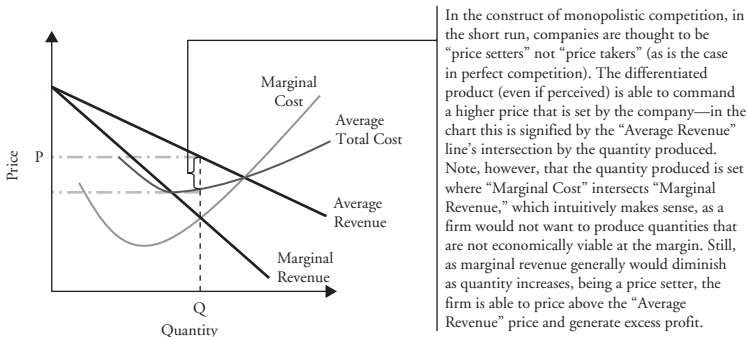 Price
P
Marginal
Cost
Average
Total Cost
Average
Revenue
Marginal
Revenue
Q
Quantity
In the construct of monopolistic competition, in
the short run, companies are thought to be
“price setters” not “price takers” (as is the case
in perfect competition). The differentiated
product (even if perceived) is able to command
a higher price that is set by the company—in the
chart this is signified by the “Average Revenue”
line’s intersection by the quantity produced.
Note, however, that the quantity produced is set
where “Marginal Cost” intersects “Marginal
Revenue,” which intuitively makes sense, as a
firm would not want to produce quantities that
are not economically viable at the margin. Still,
as marginal revenue generally would diminish
as quantity increases, being a price setter, the
firm is able to price above the “Average
Revenue” price and generate excess profit.